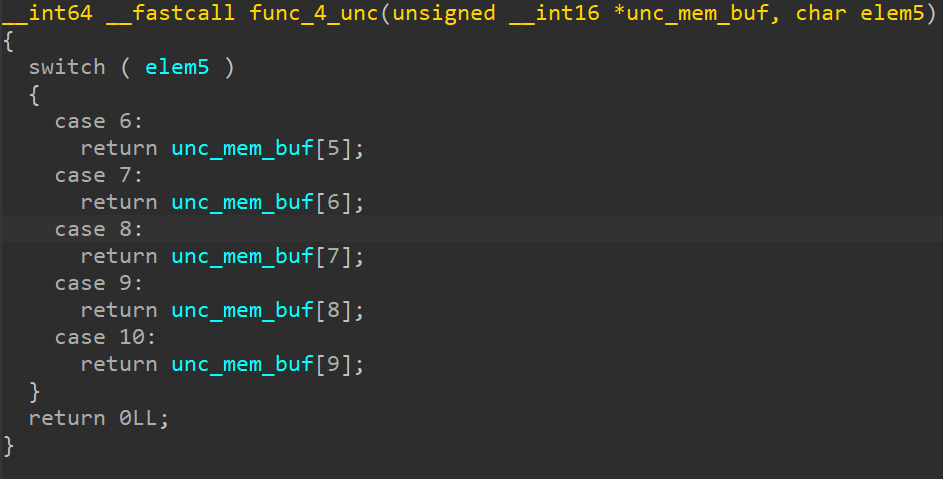 __int64 __fastcall func_4_unc(unsigned __int16 *unc_mem_buf, char elem5)
{
  switch ( elem5 )
  {
    case 6:
      return unc_mem_buf[5];
    case 7:
      return unc_mem_buf[6];
    case 8:
      return unc_mem_buf[7];
    case 9:
      return unc_mem_buf[8];
    case 10:
      return unc_mem_buf[9];
  }
  return 0LL;
}